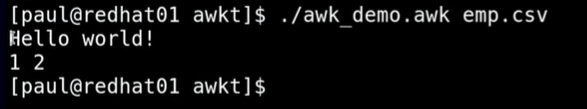 [paul@redhat01 awkt]$ ./awk_demo.awk emp.csv
Hello world!
1 2
[paul@redhat01 awkt]$